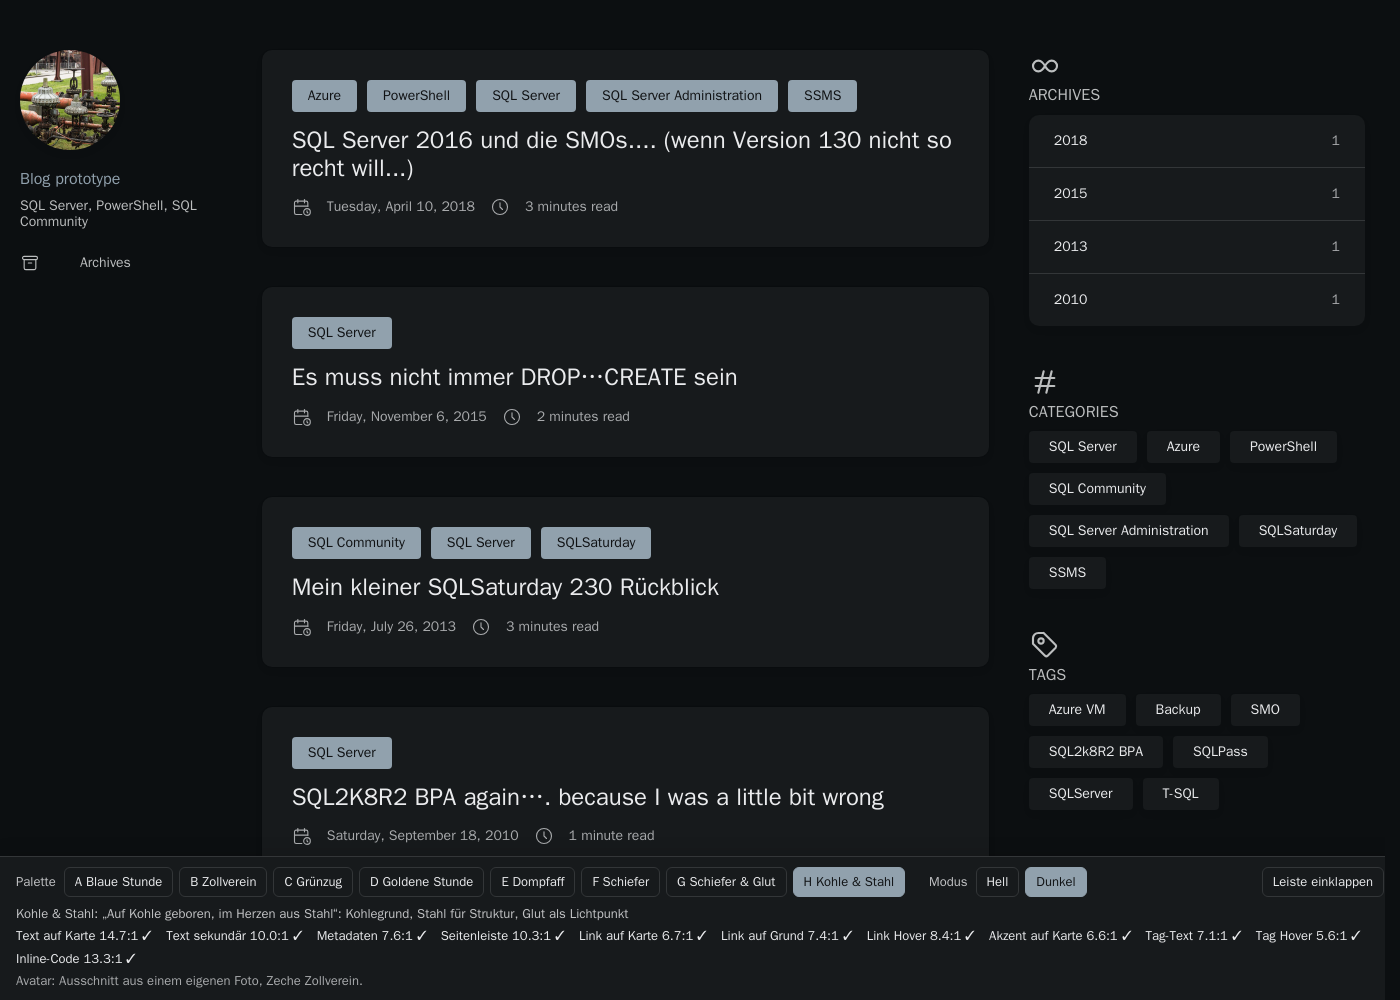 Blog prototype
SQL Server, PowerShell, SQL
Community
Archives
Azure PowerShell SQL Server SQL Server Administration SSMS
SQL Server 2016 und die SMOs.... (wenn Version 130 nicht so
recht will...)
Tuesday, April 10, 2018 3 minutes read
SQL Server
Es muss nicht immer DROP···CREATE sein
Friday, November 6, 2015 2 minutes read
SQL Community SQL Server SQLSaturday
Mein kleiner SQLSaturday 230 Rückblick
Friday, July 26, 2013 3 minutes read
SQL Server
SQL2K8R2 BPA again···. because I was a little bit wrong
Saturday, September 18, 2010 1 minute read
ARCHIVES
2018 1
2015 1
2013 1
2010 1
CATEGORIES
SQL Server Azure PowerShell
SQL Community
SQL Server Administration SQLSaturday
SSMS
TAGS
Azure VM Backup SMO
SQL2k8R2 BPA SQLPass
SQLServer T-SQL
Palette A Blaue Stunde B Zollverein C Grünzug D Goldene Stunde E Dompfaff F Schiefer G Schiefer & Glut H Kohle & Stahl Modus Hell Dunkel Leiste einklappen
Kohle & Stahl: „Auf Kohle geboren, im Herzen aus Stahl": Kohlegrund, Stahl für Struktur, Glut als Lichtpunkt
Text auf Karte 14.7:1 ✓ Text sekundär 10.0:1 ✓ Metadaten 7.6:1 ✓ Seitenleiste 10.3:1 ✓ Link auf Karte 6.7:1 ✓ Link auf Grund 7.4:1 ✓ Link Hover 8.4:1 ✓ Akzent auf Karte 6.6:1 ✓ Tag-Text 7.1:1 ✓ Tag Hover 5.6:1 ✓
Inline-Code 13.3:1 ✓
Avatar: Ausschnitt aus einem eigenen Foto, Zeche Zollverein.